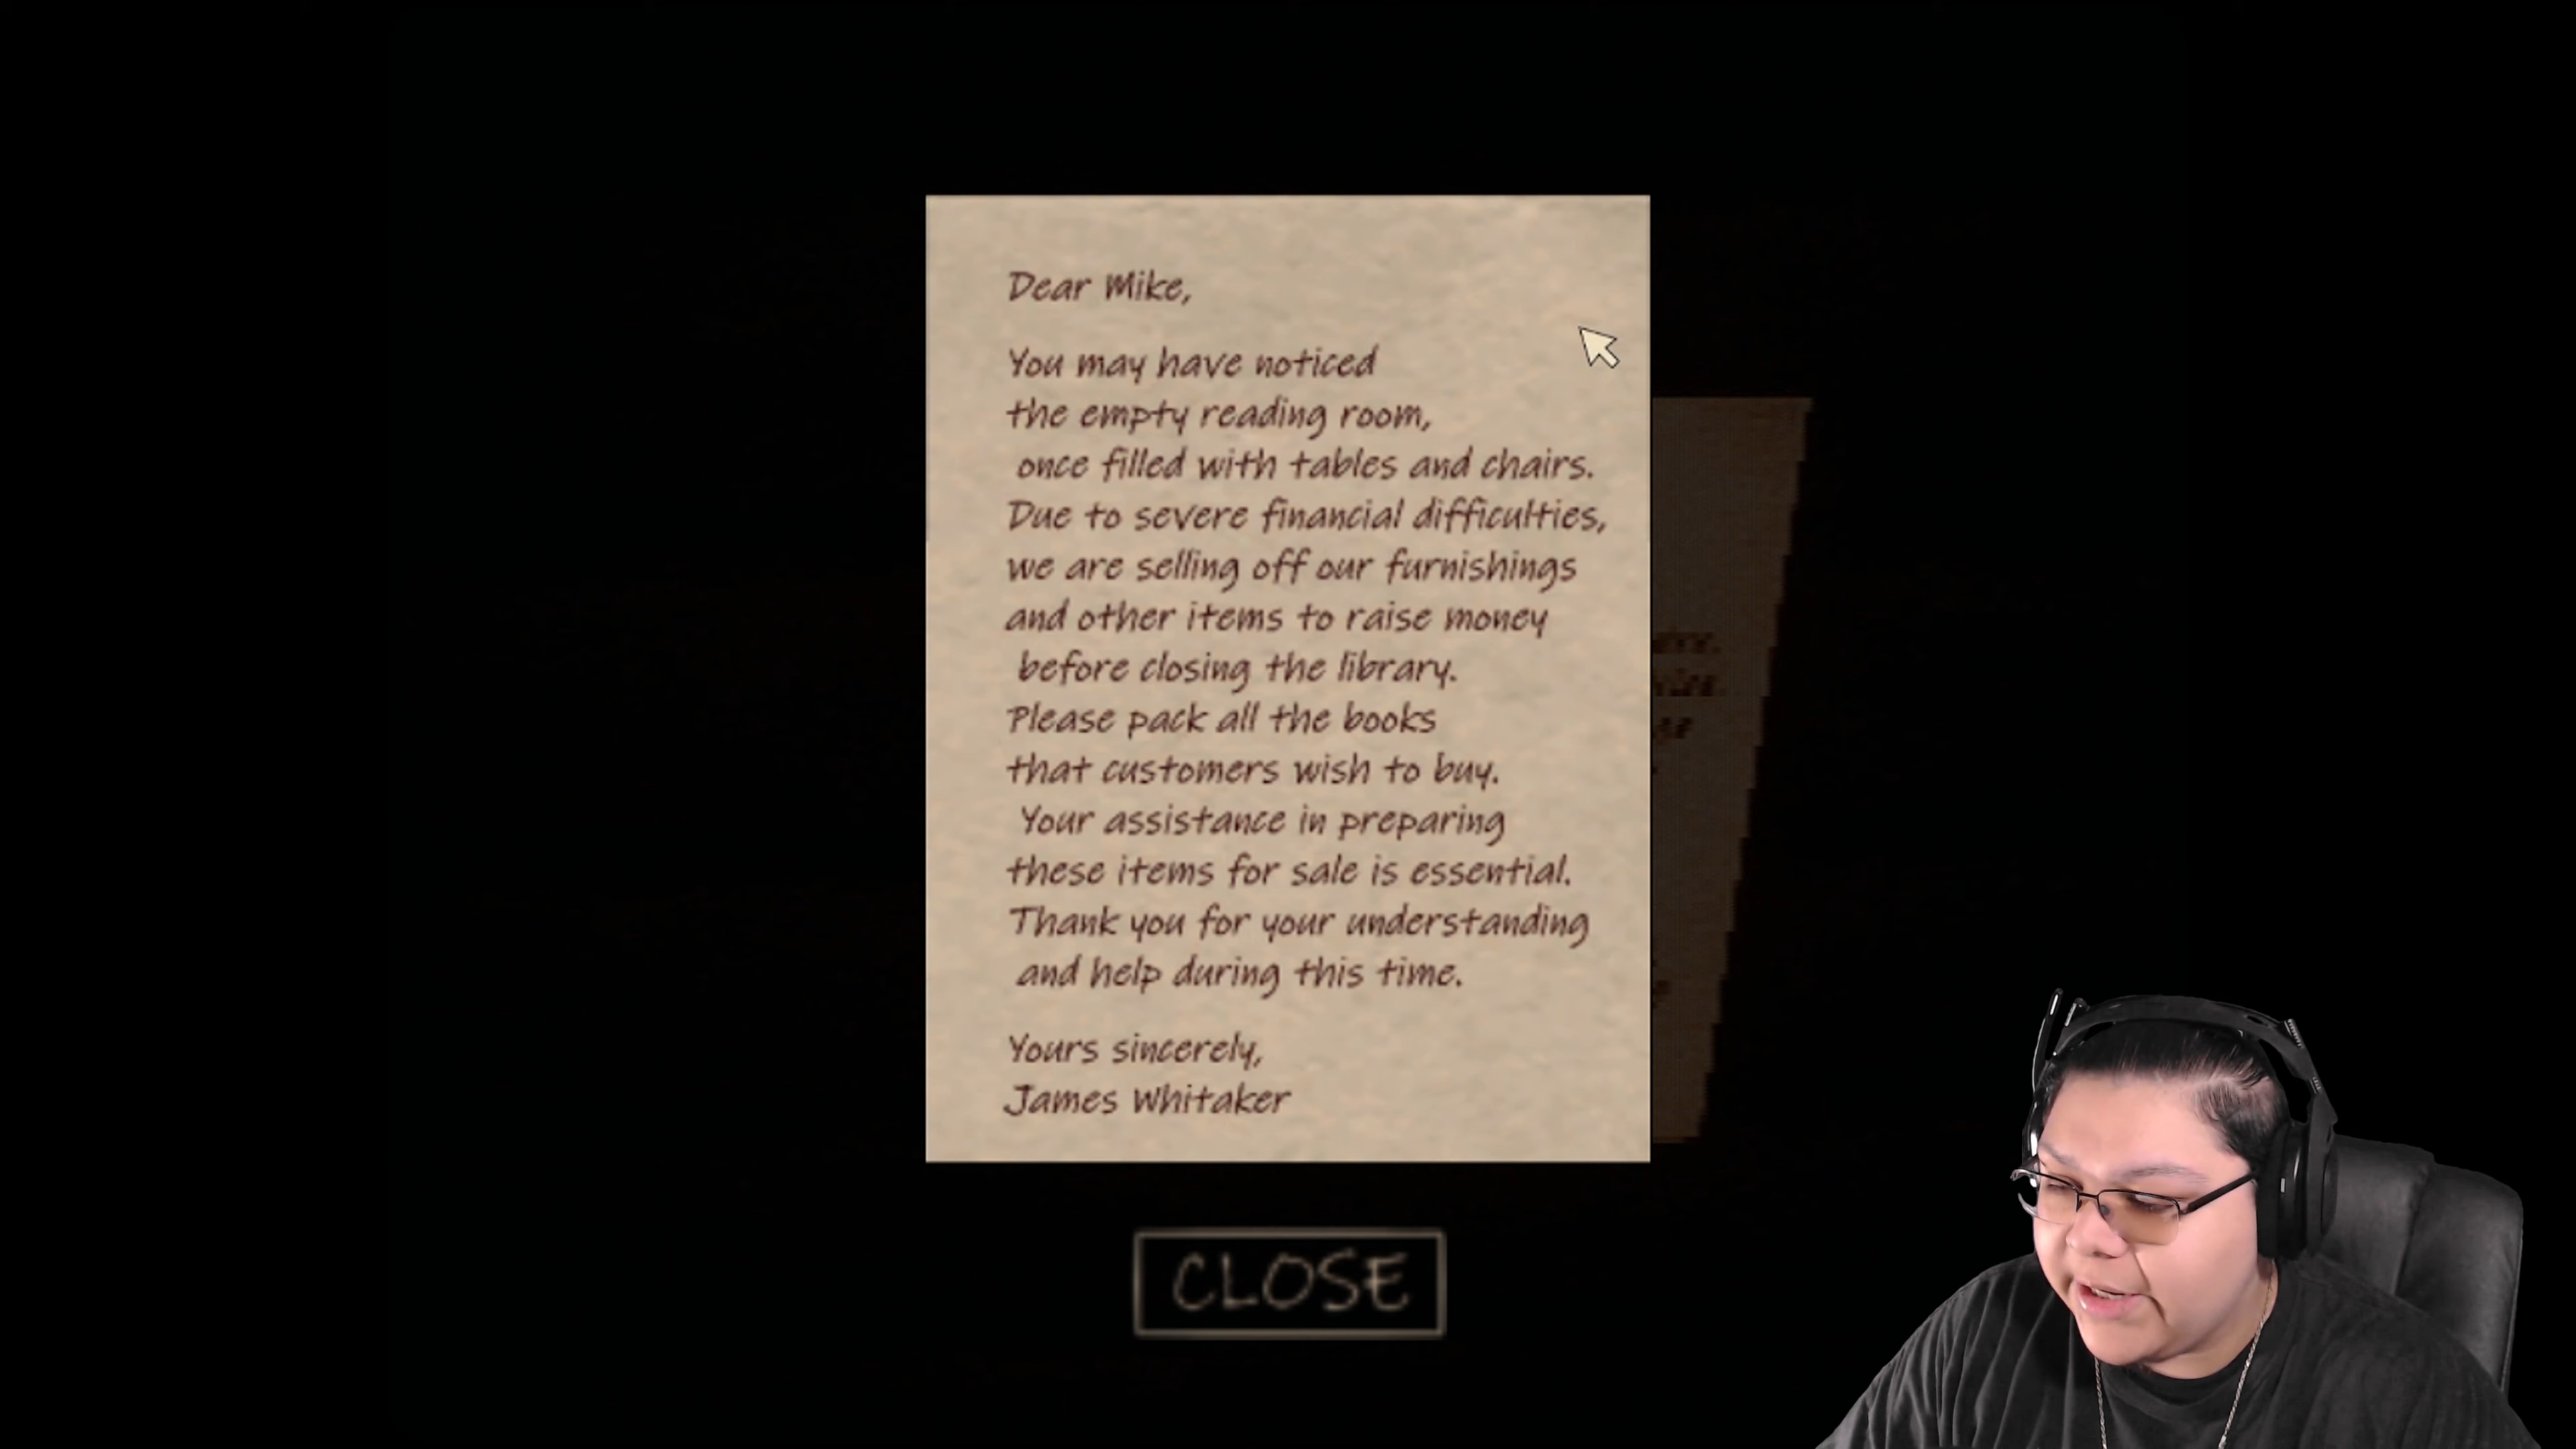 Dear Mike,
You may have noticed
the empty reading room,
once filled with tables and chairs.
Due to severe financial difficulties,
we are selling off our furnishings
and other items to raise money
before closing the library.
Please pack all the books
that customers wish to buy.
Your assistance in preparing
these items for sale is essential.
Thank you for your understanding
and help during this time.
Yours sincerely,
James Whitaker
CLOSE